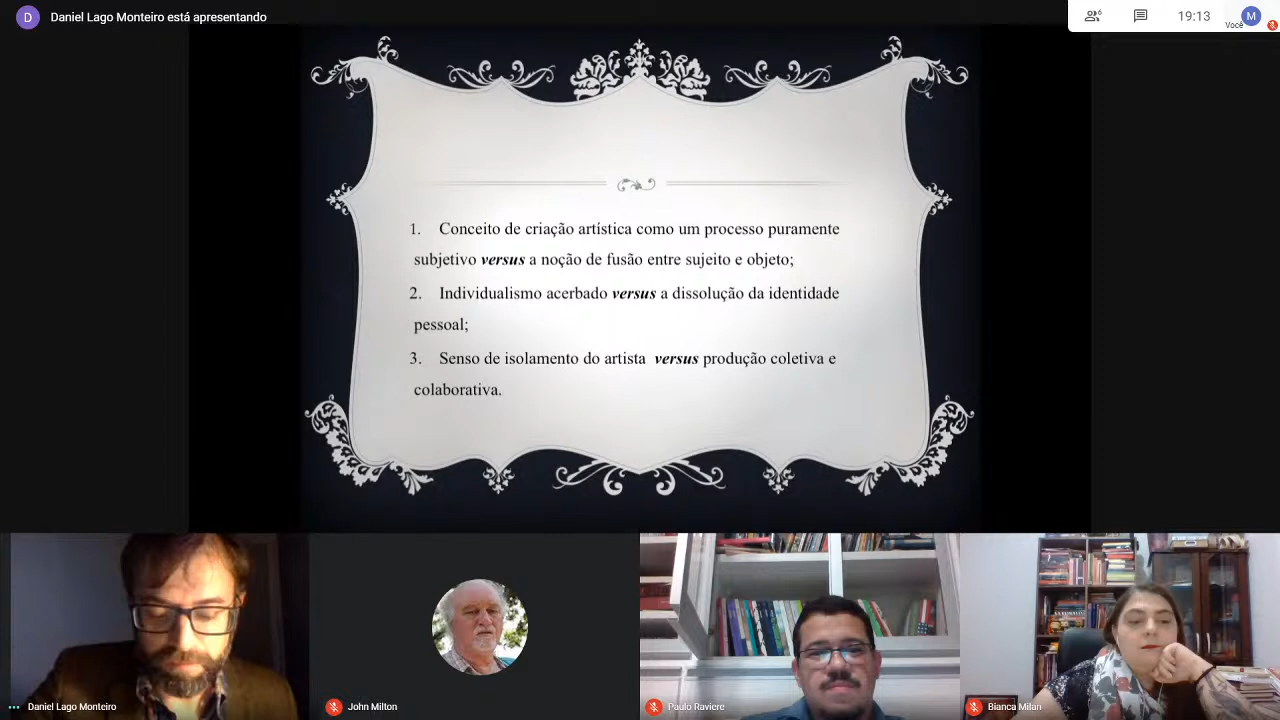 D Daniel Lago Monteiro está apresentando
6
19:13
Você
M
1. Conceito de criação artística como um processo puramente
subjetivo versus a noção de fusão entre sujeito e objeto;
2. Individualismo acerbado versus a dissolução da identidade
pessoal;
3. Senso de isolamento do artista versus produção coletiva e
colaborativa.
Daniel Lago Monteiro
John Milton
Paulo Raviere
Bianca Milan